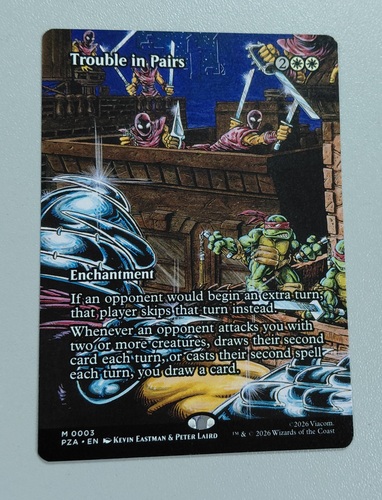 Trouble in Pairs
2
Enchantment
If an opponent would begin an extra turn,
that player skips that turn instead.
Whenever an opponent attacks you with
two or more creatures, draws their second
card each turn, or casts their second spell
each turn, you draw a card.
M 0003
PZA • EN Kevin Eastman & Peter Laird
©2026 Viacom.
™ & © 2026 Wizards of the Coast